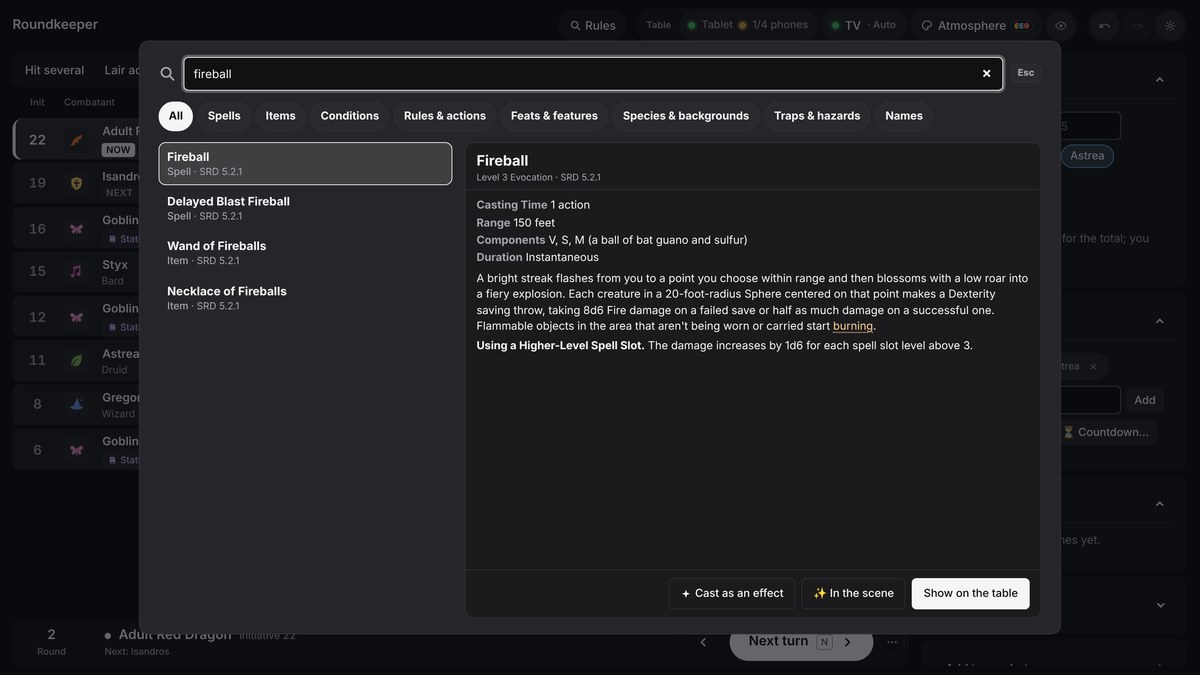 Roundkeeper
Rules
Table
Tablet
1/4 phones
TV · Auto
Atmosphere
fireball
Esc
Hit several
Lair
All
Spells
Items
Conditions
Rules & actions
Feats & features
Species & backgrounds
Traps & hazards
Names
Init
Combatant
22
Adult
NOW
19
NEXT
16
Goblin
15
Styx
Bard
12
Goblin
11
Astrea
Druid
8
Gregor
Wizard
6
Goblin
Fireball
Spell · SRD 5.2.1
Delayed Blast Fireball
Spell · SRD 5.2.1
Wand of Fireballs
Item · SRD 5.2.1
Necklace of Fireballs
Item · SRD 5.2.1
Fireball
Level 3 Evocation · SRD 5.2.1
Casting Time 1 action
Range 150 feet
Components V, S, M (a ball of bat guano and sulfur)
Duration Instantaneous
A bright streak flashes from you to a point you choose within range and then blossoms with a low roar into
a fiery explosion. Each creature in a 20-foot-radius Sphere centered on that point makes a Dexterity
saving throw, taking 8d6 Fire damage on a failed save or half as much damage on a successful one.
Flammable objects in the area that aren't being worn or carried start burning.
Using a Higher-Level Spell Slot. The damage increases by 1d6 for each spell slot level above 3.
Cast as an effect
In the scene
Show on the table
5
Astrea
for the total; you
Add
Countdown...
yet.
2
Round
Adult Red Dragon Initiative 22
Next: Isandros
Next turn N